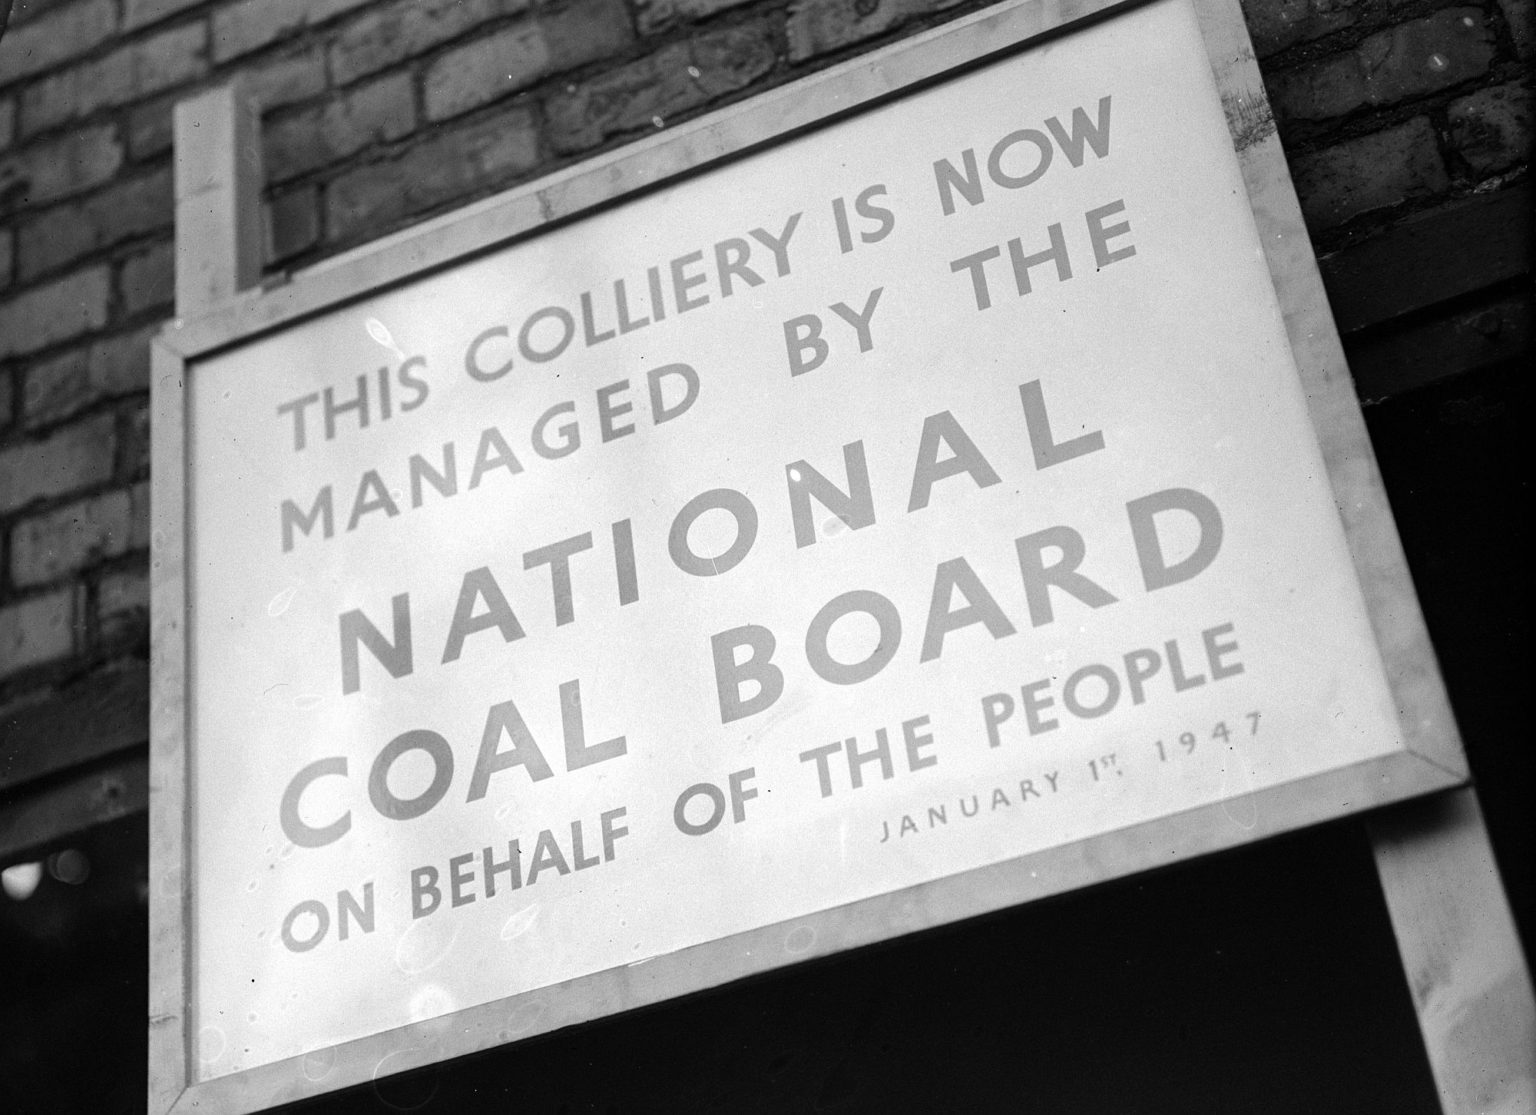 THIS COLLIERY IS NOW
MANAGED BY THE
NATIONAL
COAL BOARD
ON BEHALF OF THE PEOPLE
JANUARY 1ST, 1947